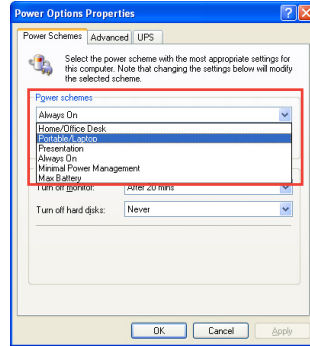 Power Options Properties
Power Schemes Advanced UPS
Select the power scheme with the most appropriate settings for
this computer. Note that changing the settings below will modify
the selected scheme.
Power schemes
Always On
Home/Office Desk
Portable/Laptop
Presentation
Always On
Minimal Power Management
Max Battery
Turn off monitor: After 20 mins
Turn off hard disks: Never
OK Cancel Apply